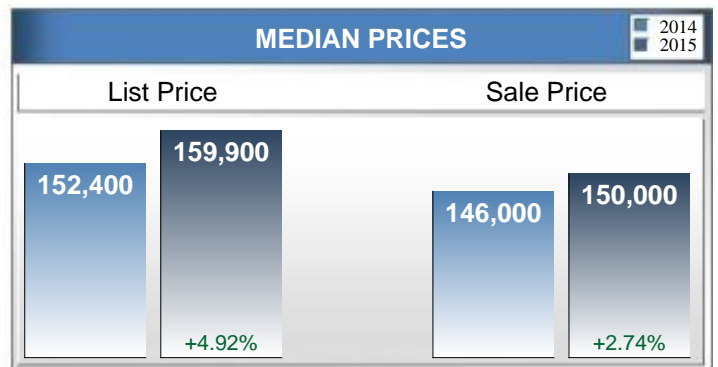 MEDIAN PRICES
2014
2015
List Price
Sale Price
152,400
159,900
+4.92%
146,000
150,000
+2.74%